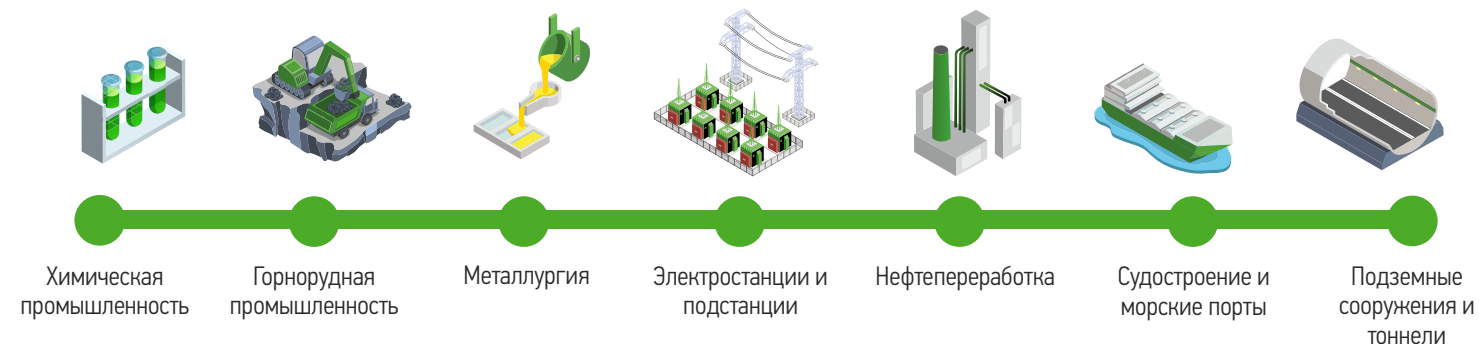 Химическая
промышленность
Горнорудная
промышленность
Металлургия
Электростанции и
подстанции
Нефтепереработка
Судостроение и
морские порты
Подземные
сооружения и
тоннели